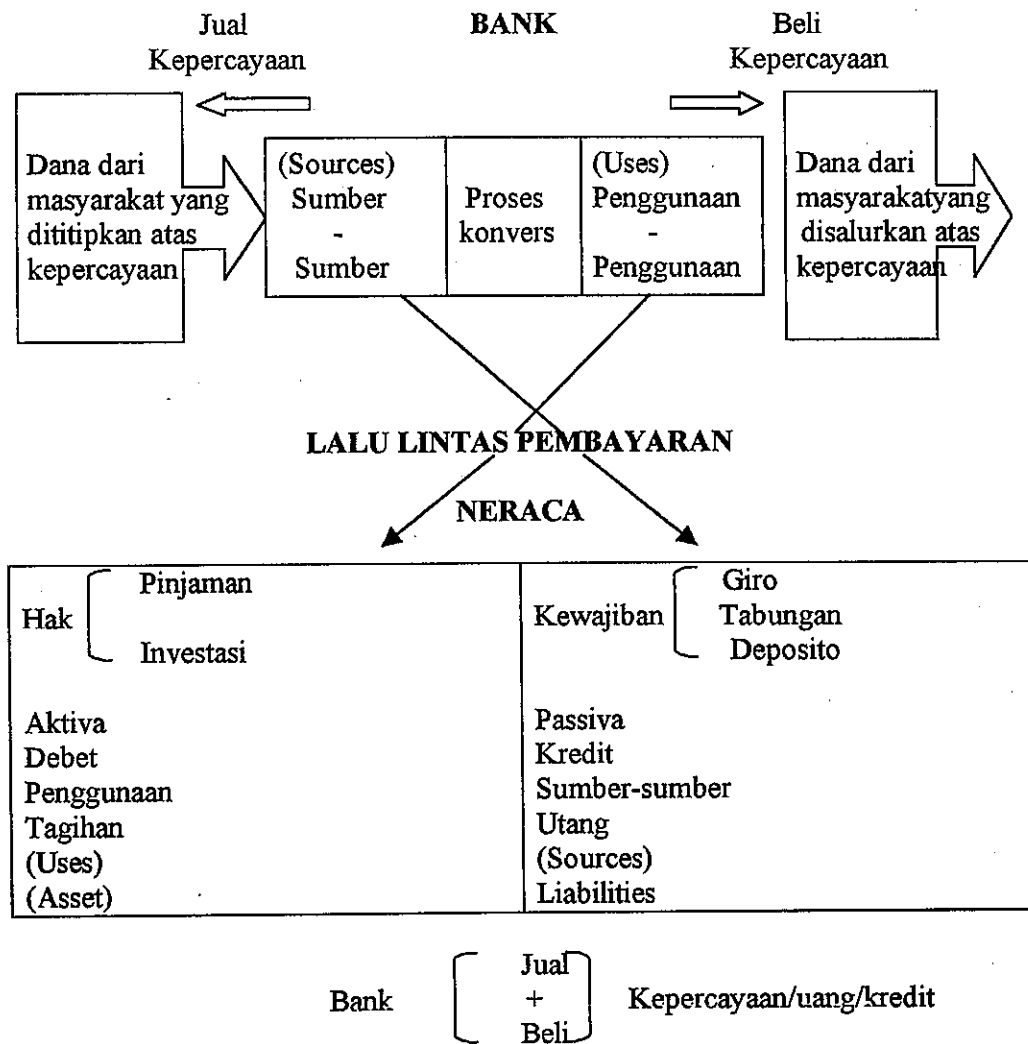 Jual
Kepercayaan
BANK
Beli
Kepercayaan
Dana dari
masyarakat yang
dititipkan atas
kepercayaan
(Sources)
Sumber
-
Sumber
Proses
konvers
(Uses)
Penggunaan
-
Penggunaan
Dana dari
masyarakatyang
disalurkan atas
kepercayaan
LALU LINTAS PEMBAYARAN
NERACA
Hak
Pinjaman
Investasi
Aktiva
Debet
Penggunaan
Tagihan
(Uses)
(Asset)
Kewajiban
Giro
Tabungan
Deposito
Passiva
Kredit
Sumber-sumber
Utang
(Sources)
Liabilities
Bank
Jual
+
Beli
Kepercayaan/uang/kredit